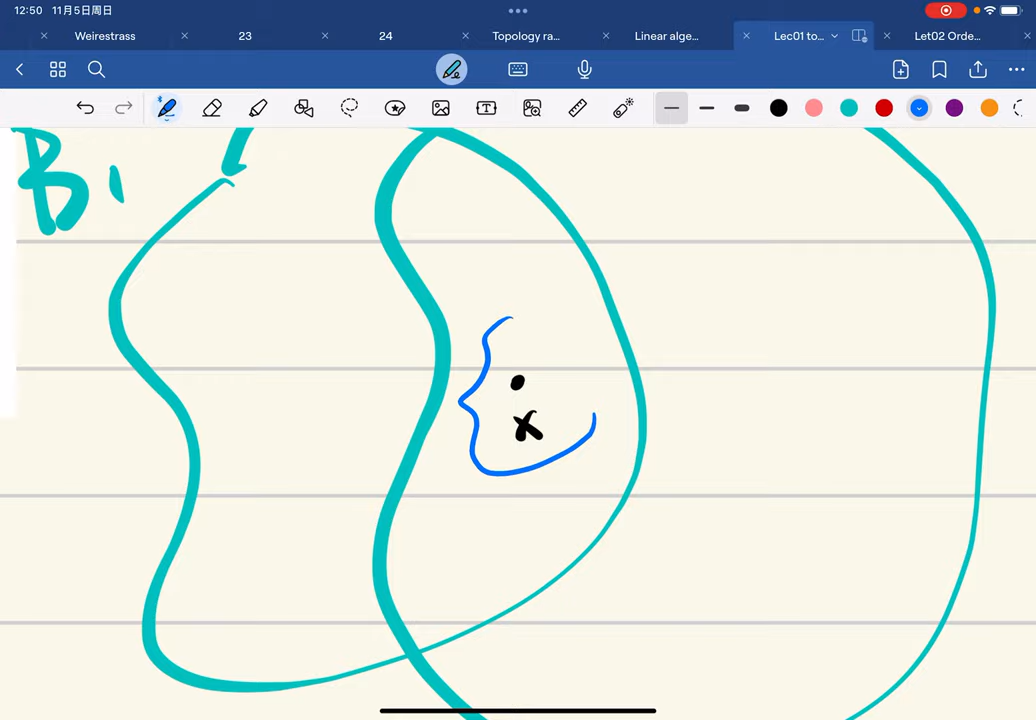 12:50 11月5日周日
Weirestrass 23 24 Topology ra... Linear alge... Lec01 to... Let02 Orde...
B1
x